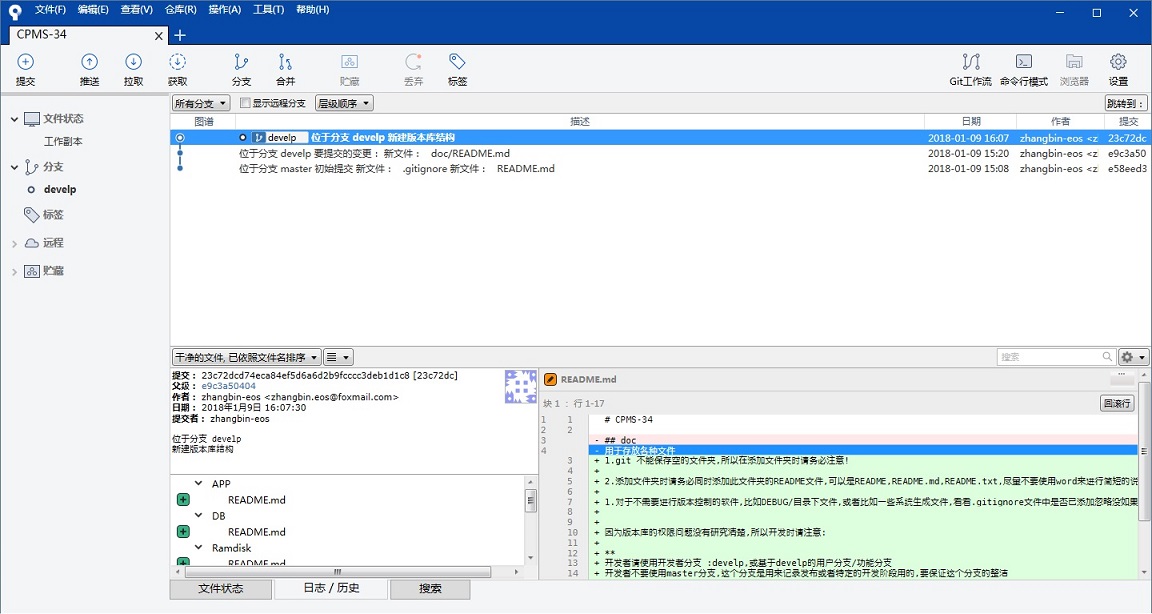 文件(F) 编辑(E) 查看(V) 仓库(R) 操作(A) 工具(T) 帮助(H)
CPMS-34
提交 推送 拉取 获取 分支 合并 贮藏 丢弃 标签 Git工作流 命令行模式 浏览器 设置
所有分支 显示远程分支 层级顺序 跳转到：
图谱 描述 日期 作者 提交
develp 位于分支 develp 新建版本库结构 2018-01-09 16:07 zhangbin-eos <z 23c72dc
位于分支 develp 要提交的变更： 新文件： doc/README.md 2018-01-09 15:20 zhangbin-eos <z e9c3a50
位于分支 master 初始提交 新文件： .gitignore 新文件： README.md 2018-01-09 15:08 zhangbin-eos <z e58eed3
文件状态
工作副本
分支
develp
标签
远程
贮藏
干净的文件, 已依照文件名排序 搜索
提交： 23c72dcd74eca84ef5d6a6d2b9fcccc3deb1d1c8 [23c72dc]
父级： e9c3a50404
作者： zhangbin-eos <zhangbin.eos@foxmail.com>
日期： 2018年1月9日 16:07:30
提交者： zhangbin-eos
位于分支 develp
新建版本库结构
APP
README.md
DB
README.md
Ramdisk
README.md
README.md
块 1 ： 行 1-17 回滚行
1 1 # CPMS-34
2 2
3 - ## doc
4 - 用于存放各种文件
3 + 1.git 不能保存空的文件夹,所以在添加文件夹时请务必注意!
4 +
5 + 2.添加文件夹时请务必同时添加此文件夹的README文件,可以是README,README.md,README.txt,尽量不要使用word来进行简短的说
6 +
7 + 1.对于不需要进行版本控制的软件,比如DEBUG/目录下文件,或者比如一些系统生成文件,看看.gitignore文件中是否已添加忽略没如果
8 +
9 +
10 + 因为版本库的权限问题没有研究清楚,所以开发时请注意:
11 +
12 + **
13 + 开发者请使用开发者分支 :develp,或基于develp的用户分支/功能分支
14 + 开发者不要使用master分支,这个分支是用来记录发布或者特定的开发阶段用的,要保证这个分支的整洁
文件状态 日志 / 历史 搜索